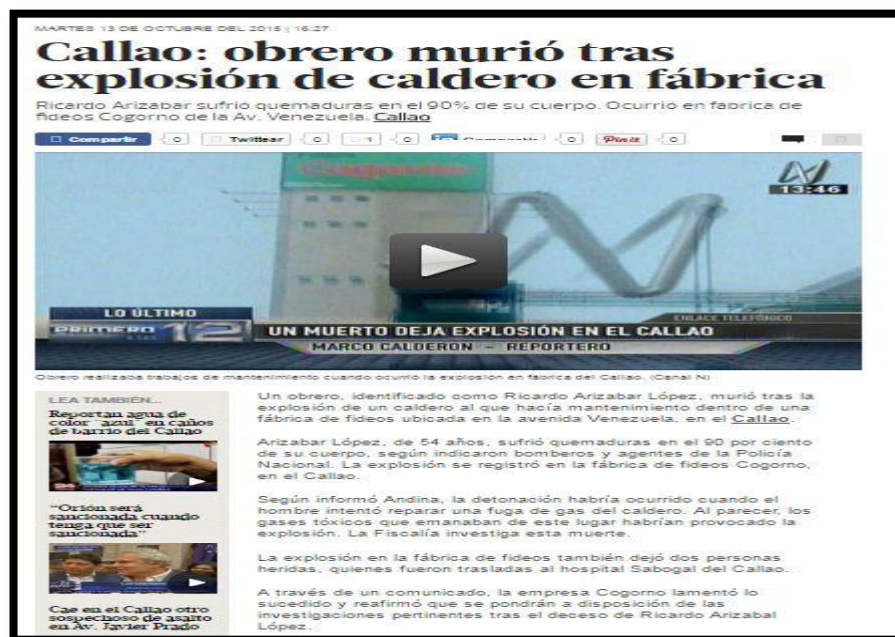 MARTES 13 DE OCTUBRE DEL 2015 | 16:27
Callao: obrero murió tras
explosión de caldero en fábrica
Ricardo Arizabar sufrió quemaduras en el 90% de su cuerpo. Ocurrió en fábrica de
fideos Cogorno de la Av. Venezuela. Callao
Compartir 0 Twittear 0 1 0 in Compartir 0 Pin it 0
Cogorno
N
13:46
LO ÚLTIMO
PRIMERO 12
ENLACE TELEFÓNICO
UN MUERTO DEJA EXPLOSIÓN EN EL CALLAO
MARCO CALDERON - REPORTERO
Obrero realizaba trabajos de mantenimiento cuando ocurrió la explosión en fábrica del Callao. (Canal N)
LEA TAMBIÉN...
Reportan agua de
color "azul" en caños
de barrio del Callao
"Orión será
sancionada cuando
tenga que ser
sancionada"
Cae en el Callao otro
sospechoso de asalto
en Av. Javier Prado
Un obrero, identificado como Ricardo Arizabar López, murió tras la
explosión de un caldero al que hacía mantenimiento dentro de una
fábrica de fideos ubicada en la avenida Venezuela, en el Callao.
Arizabar López, de 54 años, sufrió quemaduras en el 90 por ciento
de su cuerpo, según indicaron bomberos y agentes de la Policía
Nacional. La explosión se registró en la fábrica de fideos Cogorno,
en el Callao.
Según informó Andina, la detonación habría ocurrido cuando el
hombre intentó reparar una fuga de gas del caldero. Al parecer, los
gases tóxicos que emanaban de este lugar habrían provocado la
explosión. La Fiscalía investiga esta muerte.
La explosión en la fábrica de fideos también dejó dos personas
heridas, quienes fueron trasladas al hospital Sabogal del Callao.
A través de un comunicado, la empresa Cogorno lamentó lo
sucedido y reafirmó que se pondrán a disposición de las
investigaciones pertinentes tras el deceso de Ricardo Arizabal
López.